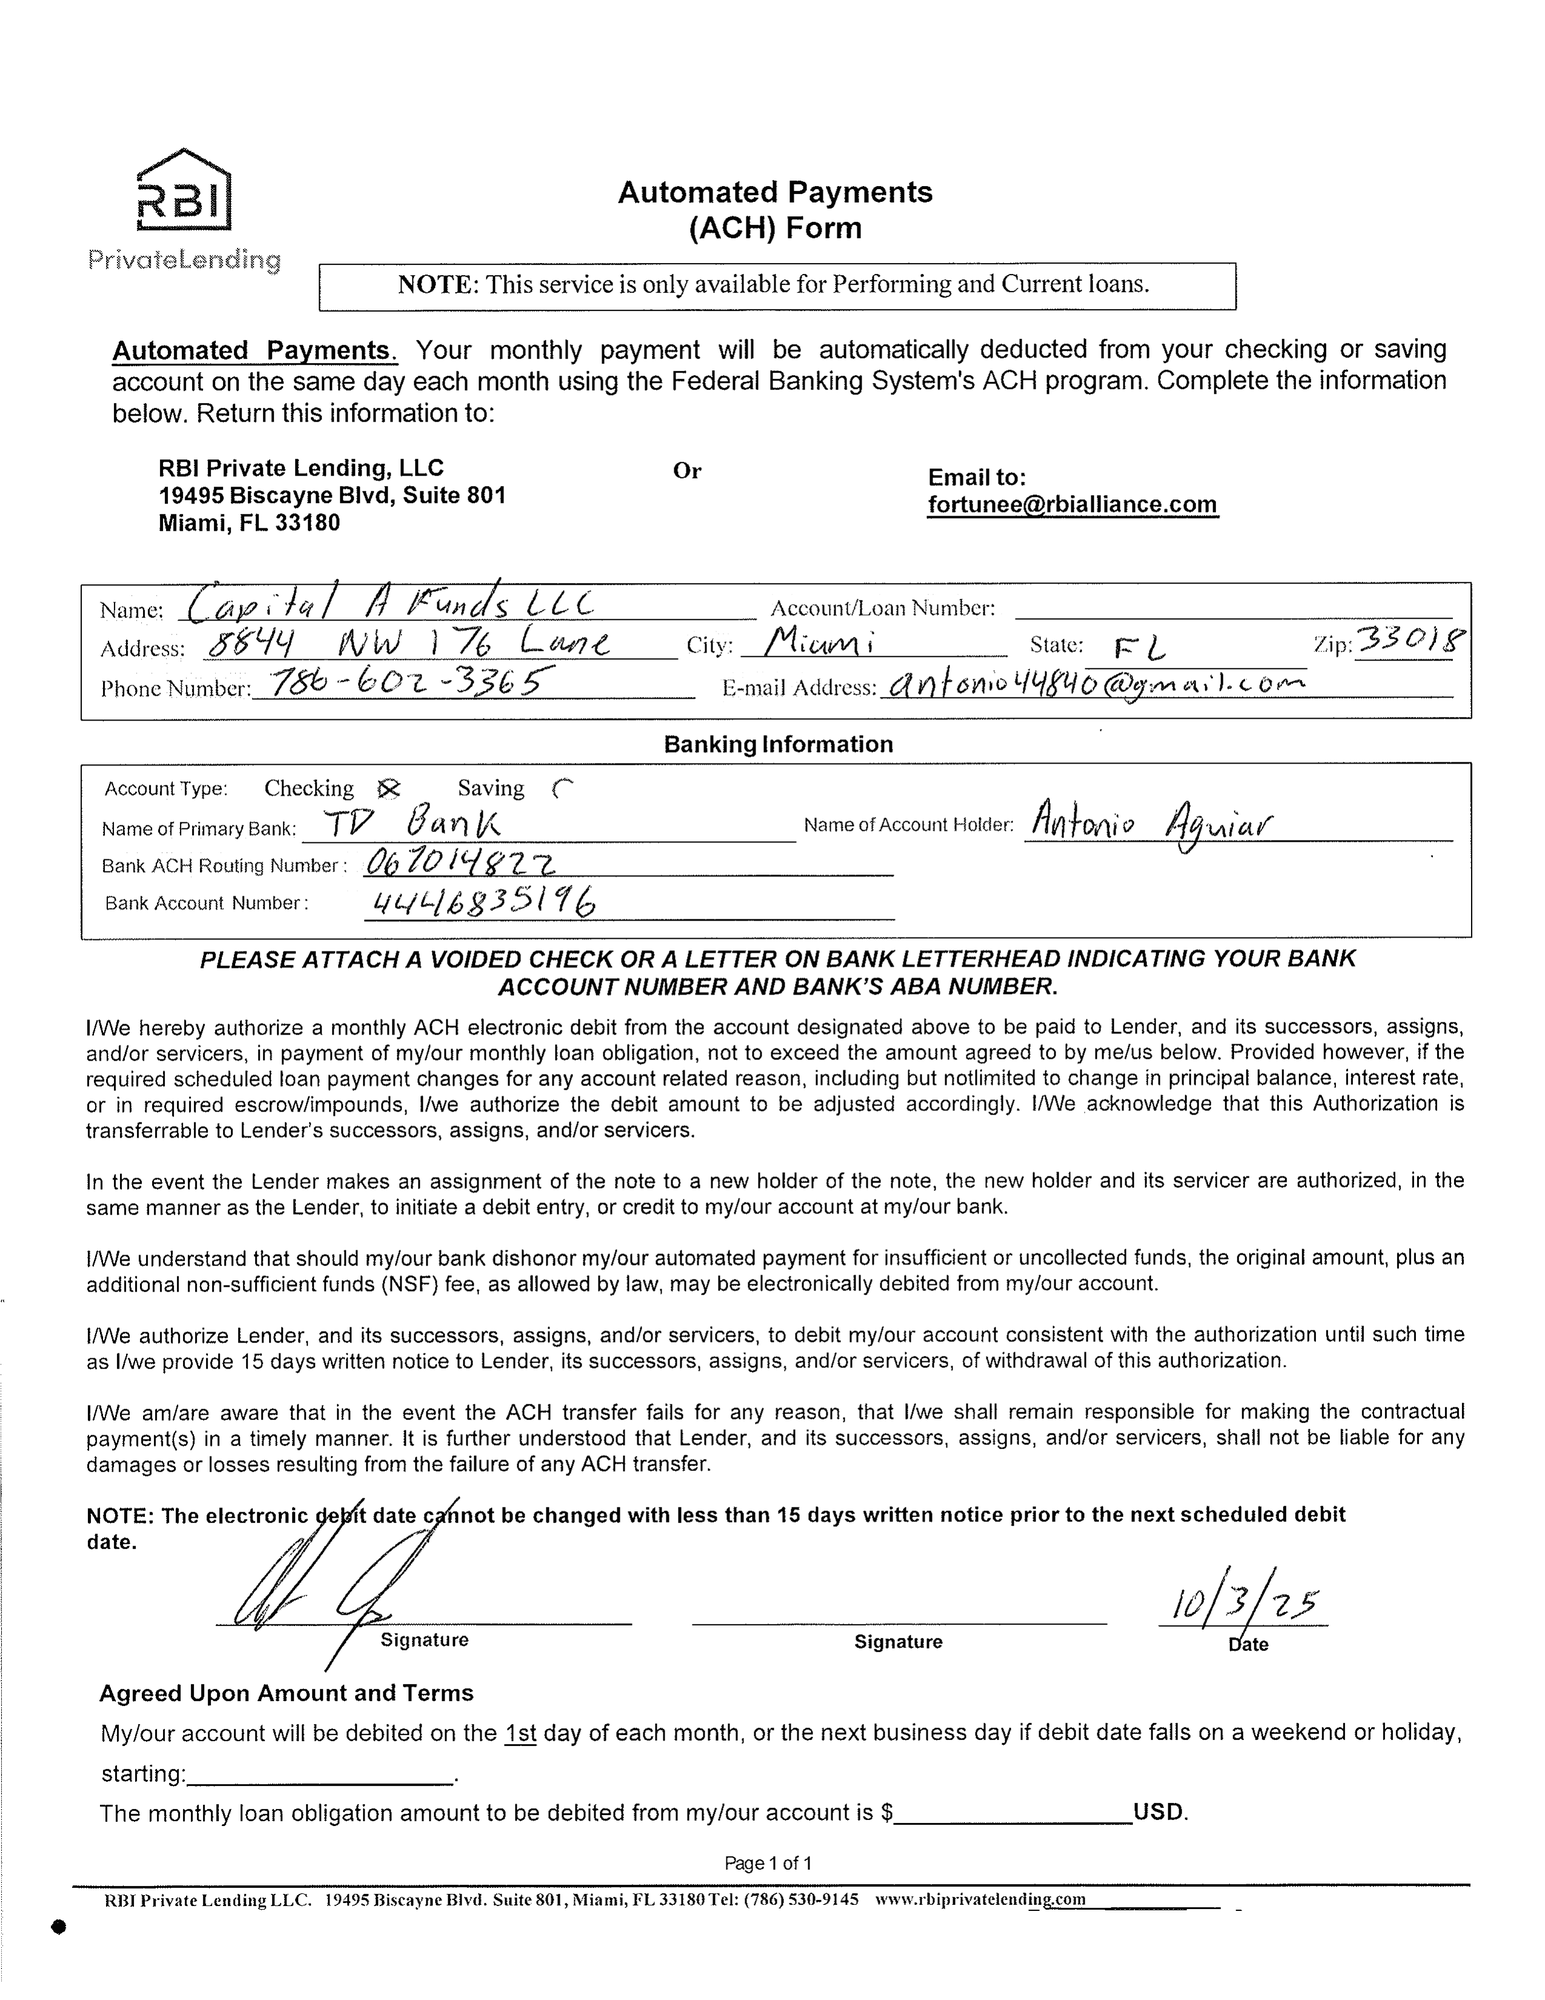 RBI
PrivateLending
Automated Payments
(ACH) Form
NOTE: This service is only available for Performing and Current loans.
Automated Payments. Your monthly payment will be automatically deducted from your checking or saving
account on the same day each month using the Federal Banking System's ACH program. Complete the information
below. Return this information to:
RBI Private Lending, LLC
19495 Biscayne Blvd, Suite 801
Miami, FL 33180
Or
Email to:
fortunee@rbialliance.com
Name: Capital A Funds LLC Account/Loan Number:
Address: 8844 NW 176 Lane City: Miami State: FL Zip: 33018
Phone Number: 786-602-3365 E-mail Address: antonio44840@gmail.com
Banking Information
Account Type: Checking Saving
Name of Primary Bank: TD Bank Name of Account Holder: Antonio Aguiar
Bank ACH Routing Number: 067014822
Bank Account Number: 4446835196
PLEASE ATTACH A VOIDED CHECK OR A LETTER ON BANK LETTERHEAD INDICATING YOUR BANK
ACCOUNT NUMBER AND BANK'S ABA NUMBER.
I/We hereby authorize a monthly ACH electronic debit from the account designated above to be paid to Lender, and its successors, assigns,
and/or servicers, in payment of my/our monthly loan obligation, not to exceed the amount agreed to by me/us below. Provided however, if the
required scheduled loan payment changes for any account related reason, including but notlimited to change in principal balance, interest rate,
or in required escrow/impounds, I/we authorize the debit amount to be adjusted accordingly. I/We acknowledge that this Authorization is
transferrable to Lender's successors, assigns, and/or servicers.
In the event the Lender makes an assignment of the note to a new holder of the note, the new holder and its servicer are authorized, in the
same manner as the Lender, to initiate a debit entry, or credit to my/our account at my/our bank.
I/We understand that should my/our bank dishonor my/our automated payment for insufficient or uncollected funds, the original amount, plus an
additional non-sufficient funds (NSF) fee, as allowed by law, may be electronically debited from my/our account.
I/We authorize Lender, and its successors, assigns, and/or servicers, to debit my/our account consistent with the authorization until such time
as I/we provide 15 days written notice to Lender, its successors, assigns, and/or servicers, of withdrawal of this authorization.
I/We am/are aware that in the event the ACH transfer fails for any reason, that I/we shall remain responsible for making the contractual
payment(s) in a timely manner. It is further understood that Lender, and its successors, assigns, and/or servicers, shall not be liable for any
damages or losses resulting from the failure of any ACH transfer.
NOTE: The electronic debit date cannot be changed with less than 15 days written notice prior to the next scheduled debit
date.
10/3/25
Signature Signature Date
Agreed Upon Amount and Terms
My/our account will be debited on the 1st day of each month, or the next business day if debit date falls on a weekend or holiday,
starting: .
The monthly loan obligation amount to be debited from my/our account is $ USD.
Page 1 of 1
RBI Private Lending LLC. 19495 Biscayne Blvd. Suite 801, Miami, FL 33180 Tel: (786) 530-9145 www.rbiprivatelending.com